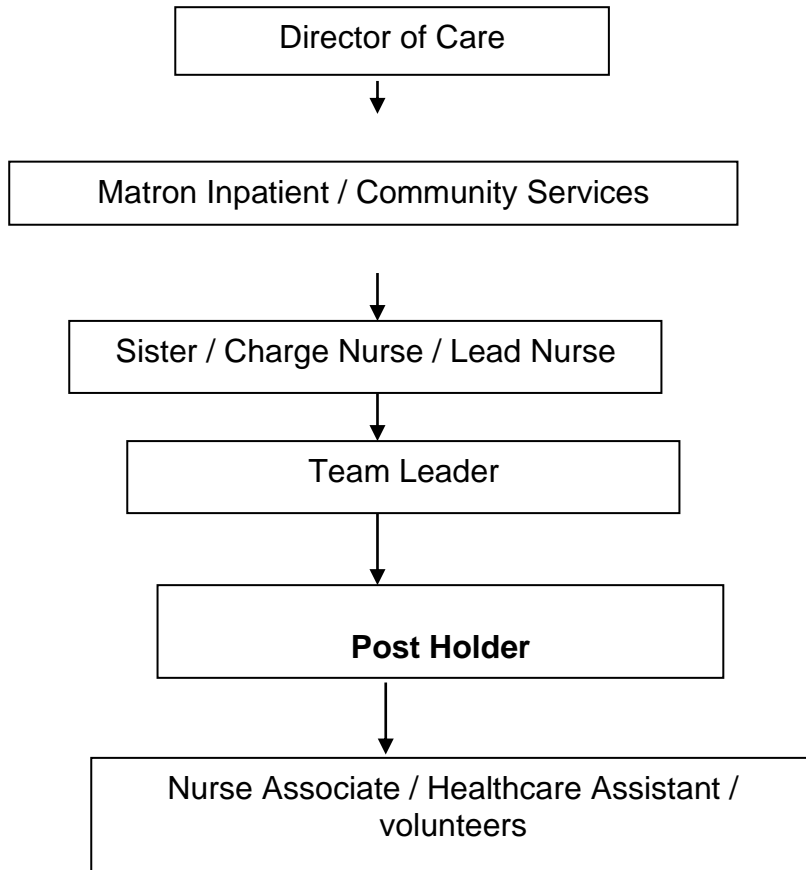 Director of Care
Matron Inpatient / Community Services
Sister / Charge Nurse / Lead Nurse
Team Leader
Post Holder
Nurse Associate / Healthcare Assistant /
volunteers